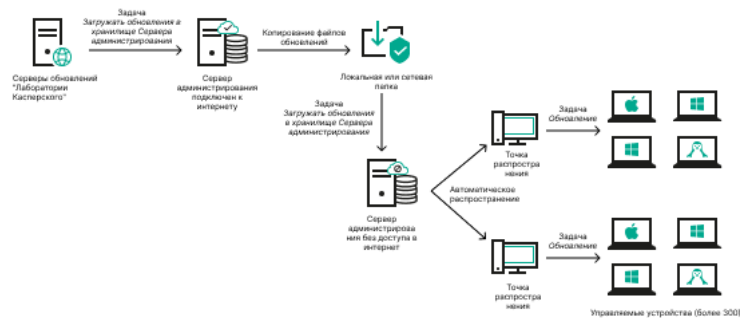 Задача
Загружать обновления в
хранилище Сервера
администрирования
Серверы обновлений
"Лаборатории
Касперского"
Сервер
администрирования
подключен к
интернету
Копирование файлов
обновлений
Локальная или сетевая
папка
Задача
Загружать обновления
в хранилище Сервера
администрирования
Сервер
администрирова
ния без доступа в
интернет
Автоматическое
распространение
Точка
распростра
нения
Задача
Обновление
Точка
распростра
нения
Задача
Обновление
Управляемые устройства (более 300)